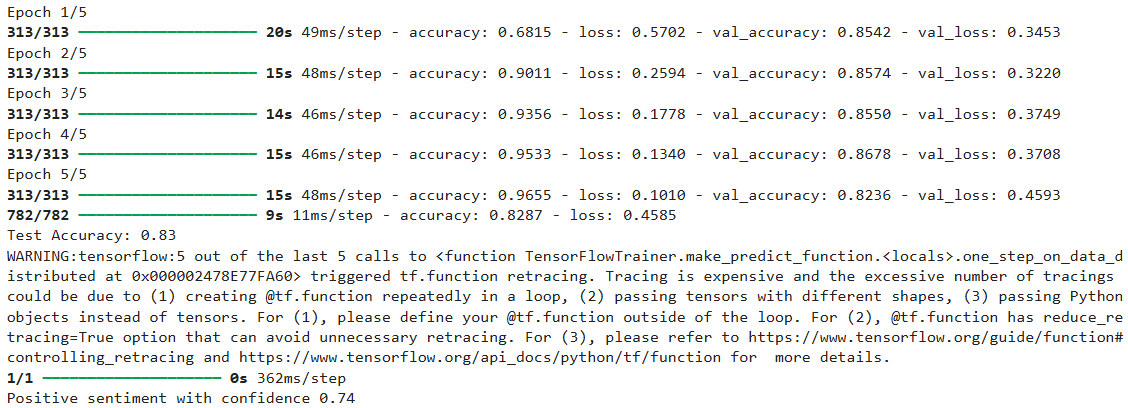 Epoch 1/5
313/313 ━━━━━━━━━━━━━━━━━━━━ 20s 49ms/step - accuracy: 0.6815 - loss: 0.5702 - val_accuracy: 0.8542 - val_loss: 0.3453
Epoch 2/5
313/313 ━━━━━━━━━━━━━━━━━━━━ 15s 48ms/step - accuracy: 0.9011 - loss: 0.2594 - val_accuracy: 0.8574 - val_loss: 0.3220
Epoch 3/5
313/313 ━━━━━━━━━━━━━━━━━━━━ 14s 46ms/step - accuracy: 0.9356 - loss: 0.1778 - val_accuracy: 0.8550 - val_loss: 0.3749
Epoch 4/5
313/313 ━━━━━━━━━━━━━━━━━━━━ 15s 46ms/step - accuracy: 0.9533 - loss: 0.1340 - val_accuracy: 0.8678 - val_loss: 0.3708
Epoch 5/5
313/313 ━━━━━━━━━━━━━━━━━━━━ 15s 48ms/step - accuracy: 0.9655 - loss: 0.1010 - val_accuracy: 0.8236 - val_loss: 0.4593
782/782 ━━━━━━━━━━━━━━━━━━━━ 9s 11ms/step - accuracy: 0.8287 - loss: 0.4585
Test Accuracy: 0.83
WARNING:tensorflow:5 out of the last 5 calls to <function TensorFlowTrainer.make_predict_function.<locals>.one_step_on_data_d
istributed at 0x000002478E77FA60> triggered tf.function retracing. Tracing is expensive and the excessive number of tracings
could be due to (1) creating @tf.function repeatedly in a loop, (2) passing tensors with different shapes, (3) passing Python
objects instead of tensors. For (1), please define your @tf.function outside of the loop. For (2), @tf.function has reduce_re
tracing=True option that can avoid unnecessary retracing. For (3), please refer to https://www.tensorflow.org/guide/function#
controlling_retracing and https://www.tensorflow.org/api_docs/python/tf/function for  more details.
1/1 ━━━━━━━━━━━━━━━━━━━━ 0s 362ms/step
Positive sentiment with confidence 0.74